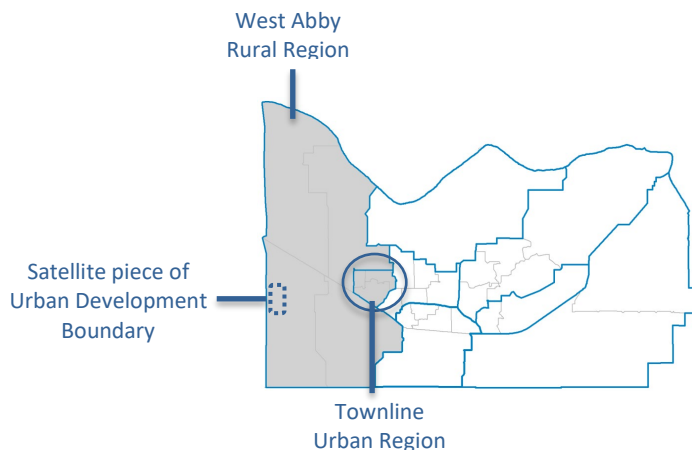 West Abby
Rural Region
Satellite piece of
Urban Development
Boundary
Townline
Urban Region